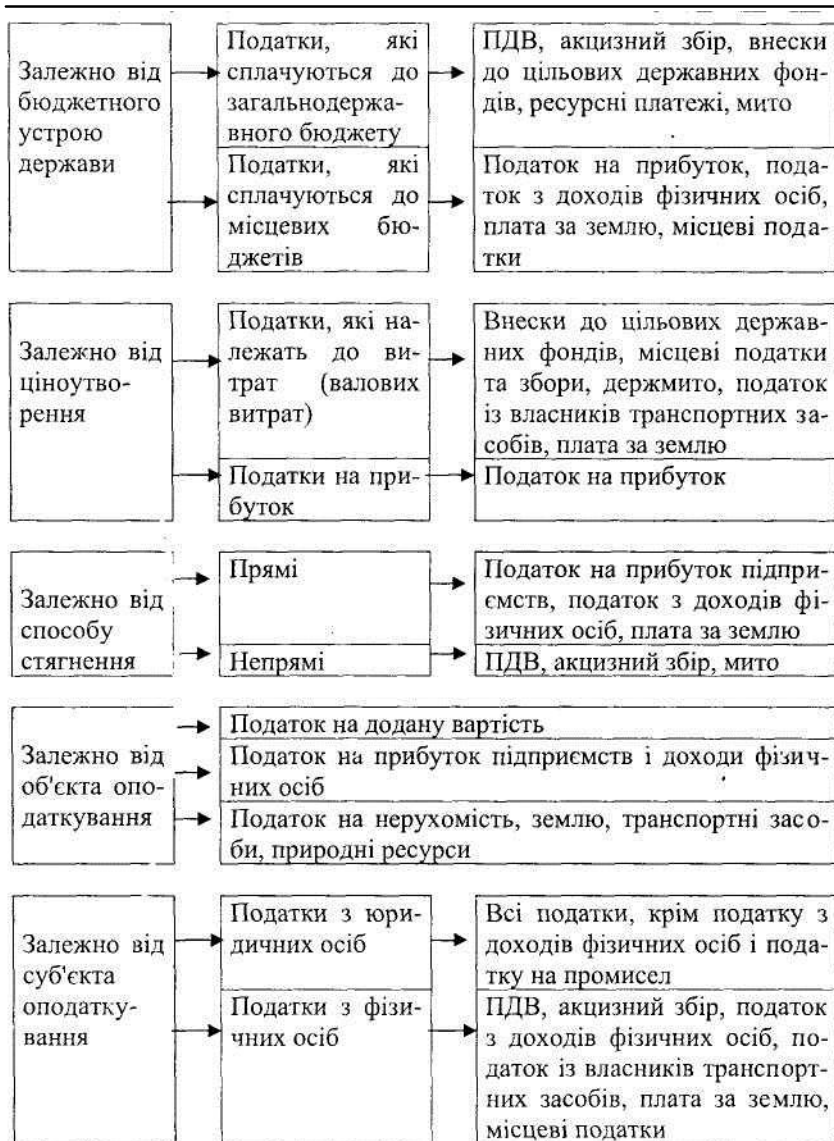 Залежно від
бюджетного
устрою
держави
Податки, які
сплачуються до
загальнодержа-
вного бюджету
ПДВ, акцизний збір, внески
до цільових державних фон-
дів, ресурсні платежі, мито
Податки, які
сплачуються до
місцевих бю-
джетів
Податок на прибуток, пода-
ток з доходів фізичних осіб,
плата за землю, місцеві пода-
тки
Залежно від
ціноутво-
рення
Податки, які на-
лежать до ви-
трат (валових
витрат)
Внески до цільових держав-
них фондів, місцеві податки
та збори, держмито, податок
із власників транспортних за-
собів, плата за землю
Податки на при-
буток
Податок на прибуток
Залежно від
способу
стягнення
Прямі
Податок на прибуток підпри-
ємств, податок з доходів фі-
зичних осіб, плата за землю
Непрямі
ПДВ, акцизний збір, мито
Залежно від
об'єкта опо-
даткування
Податок на додану вартість
Податок на прибуток підприємств і доходи фізич-
них осіб
Податок на нерухомість, землю, транспортні засо-
би, природні ресурси
Залежно від
суб'єкта
оподатку-
вання
Податки з юри-
дичних осіб
Всі податки, крім податку з
доходів фізичних осіб і пода-
тку на промисел
Податки з фізи-
чних осіб
ПДВ, акцизний збір, податок
з доходів фізичних осіб, по-
даток із власників транспорт-
них засобів, плата за землю,
місцеві податки